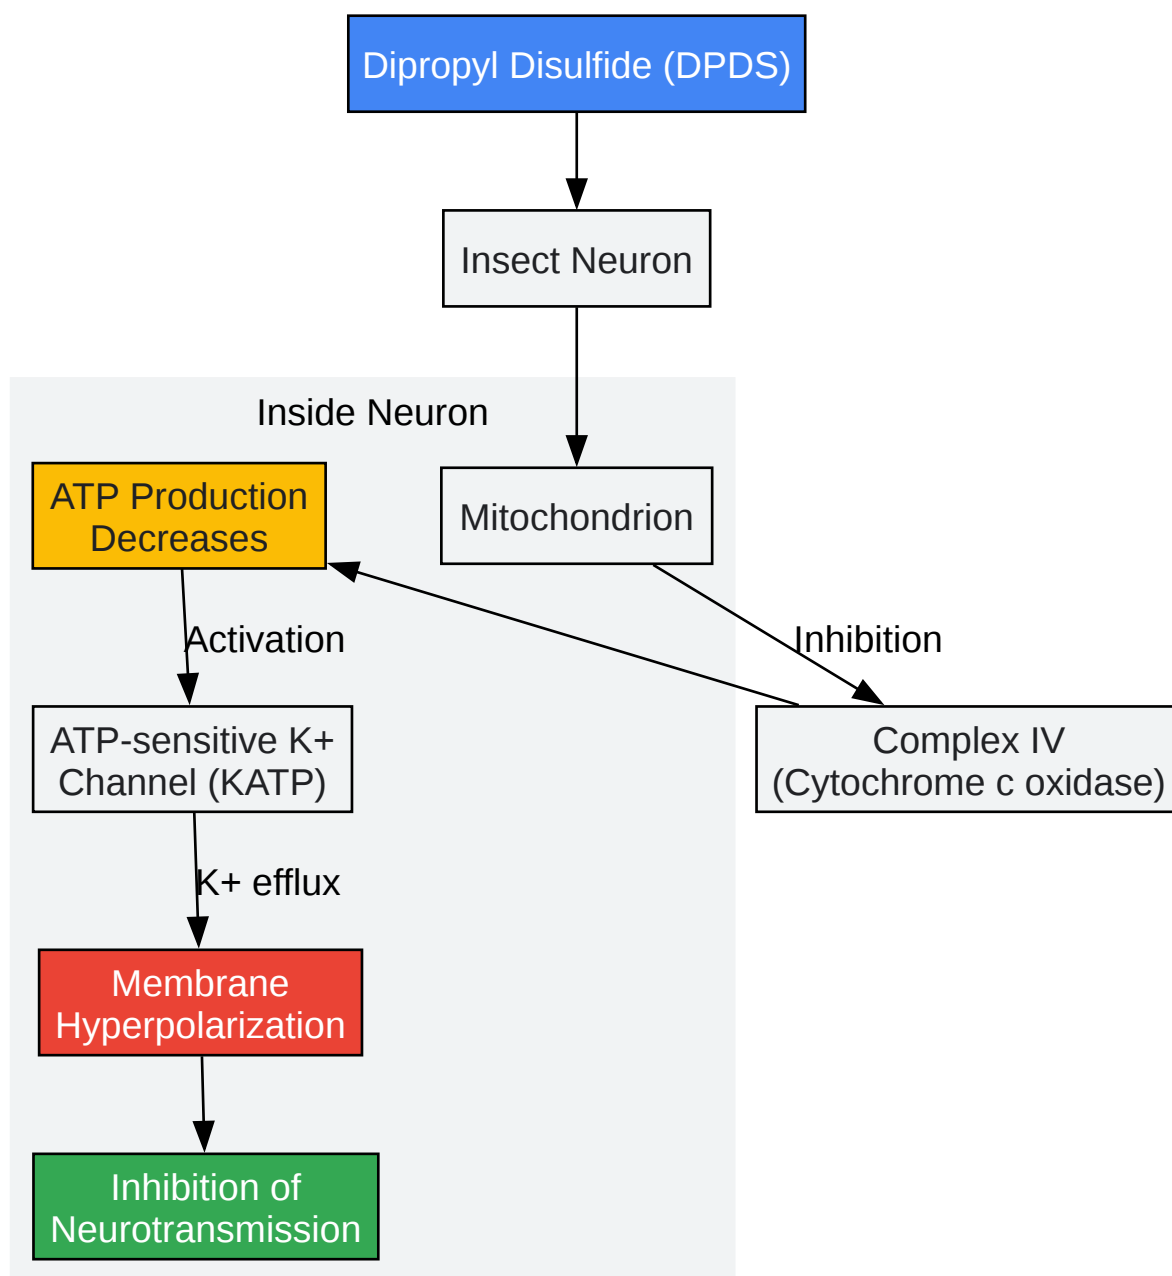 Dipropyl Disulfide (DPDS)
Insect Neuron
Inside Neuron
ATP Production
Decreases
Mitochondrion
Activation
Inhibition
ATP-sensitive K+
Channel (KATP)
Complex IV
(Cytochrome c oxidase)
K+ efflux
Membrane
Hyperpolarization
Inhibition of
Neurotransmission